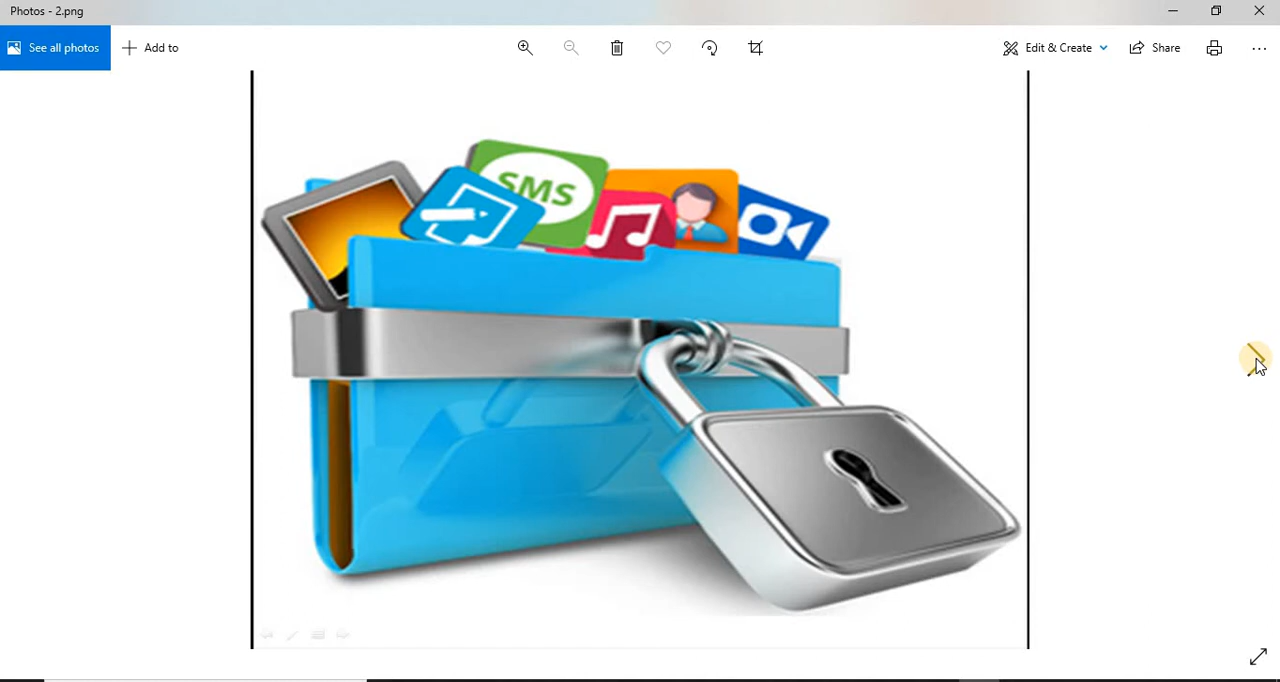 Photos - 2.png
See all photos
Add to
Edit & Create
Share
SMS